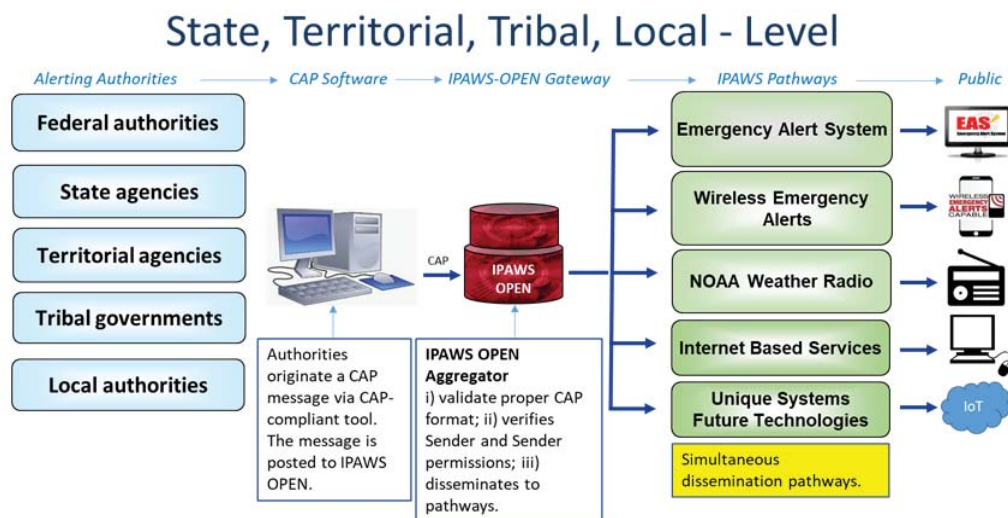 State, Territorial, Tribal, Local - Level
Alerting Authorities
CAP Software
IPAWS-OPEN Gateway
IPAWS Pathways
Public
Federal authorities
State agencies
Territorial agencies
Tribal governments
Local authorities
CAP
IPAWS
OPEN
Authorities
originate a CAP
message via CAP-
compliant tool.
The message is
posted to IPAWS
OPEN.
IPAWS OPEN
Aggregator
i) validate proper CAP
format; ii) verifies
Sender and Sender
permissions; iii)
disseminates to
pathways.
Emergency Alert System
Wireless Emergency
Alerts
NOAA Weather Radio
Internet Based Services
Unique Systems
Future Technologies
Simultaneous
dissemination pathways.
EAS
Emergency Alert System
WIRELESS
EMERGENCY
ALERTS
CAPABLE
IoT